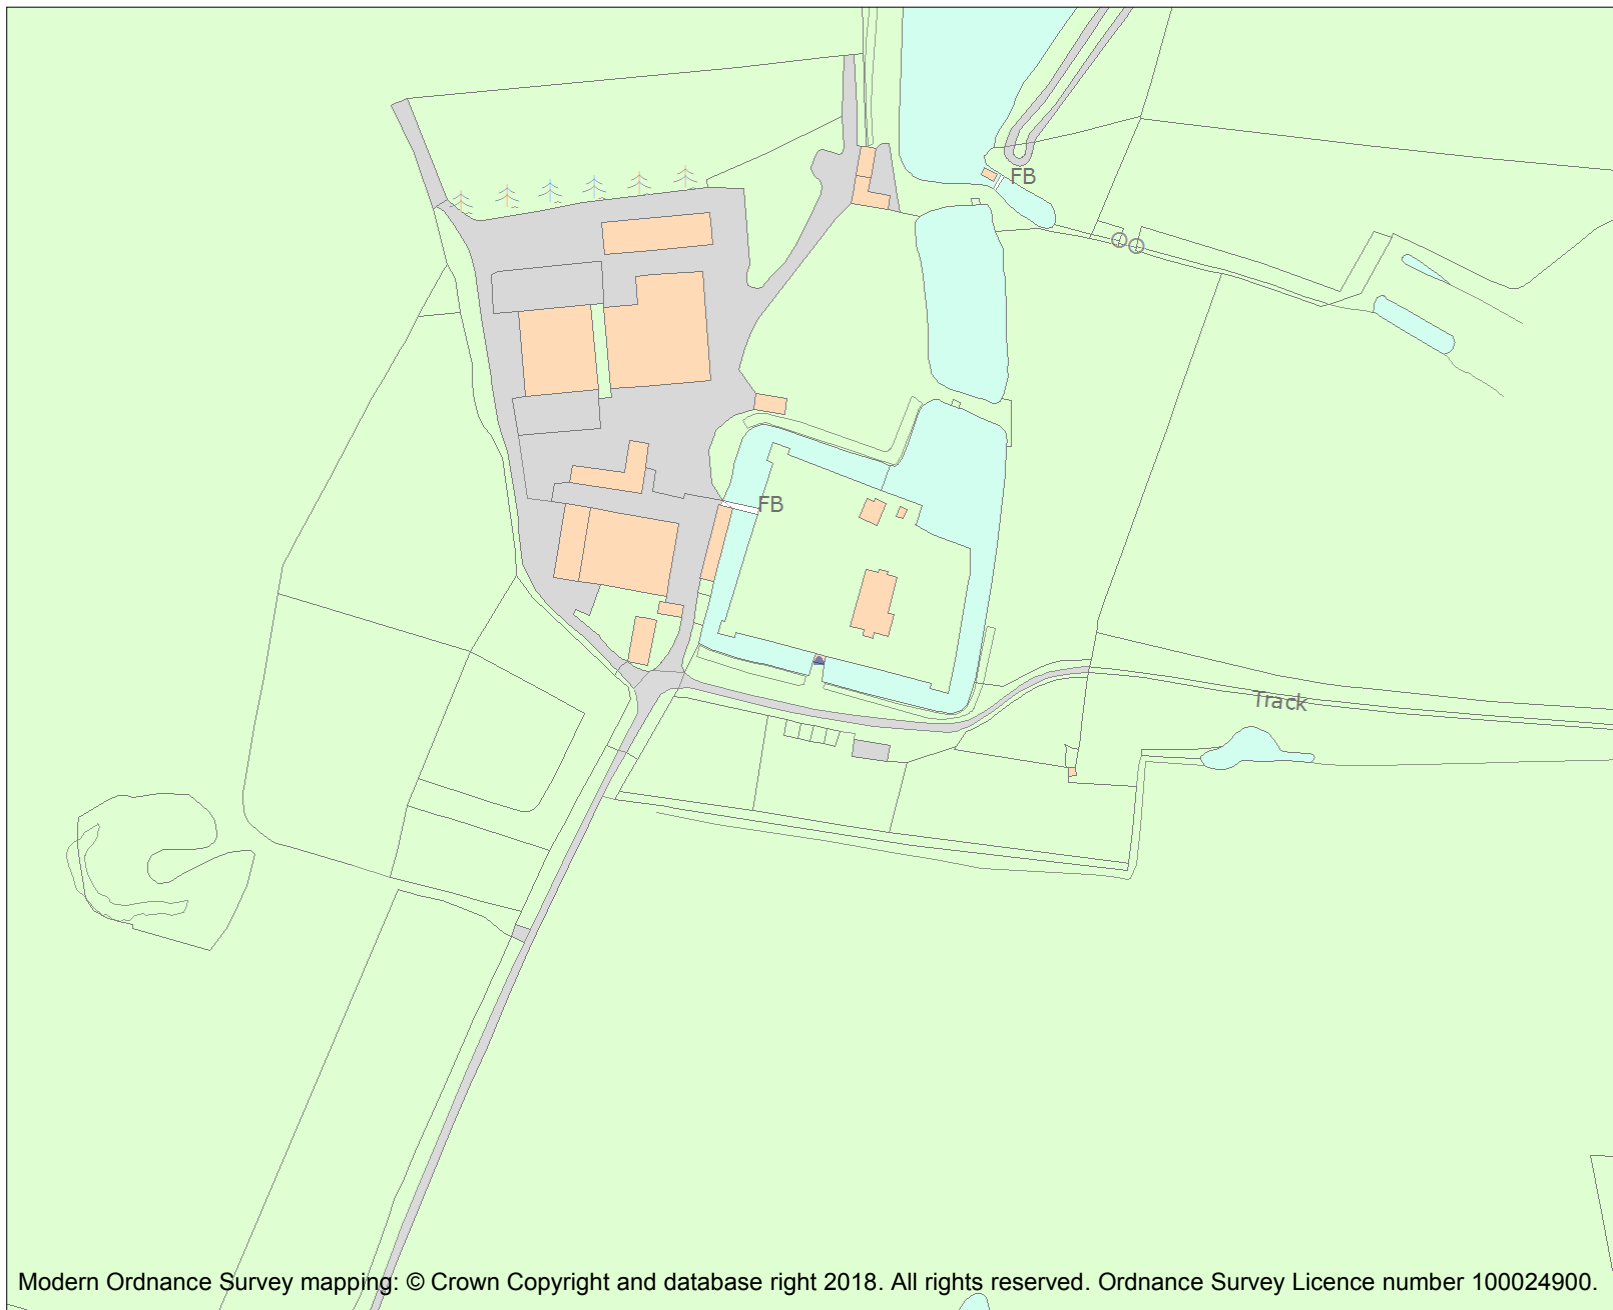 FB
FB
Track
Modern Ordnance Survey mapping: © Crown Copyright and database right 2018. All rights reserved. Ordnance Survey Licence number 100024900.